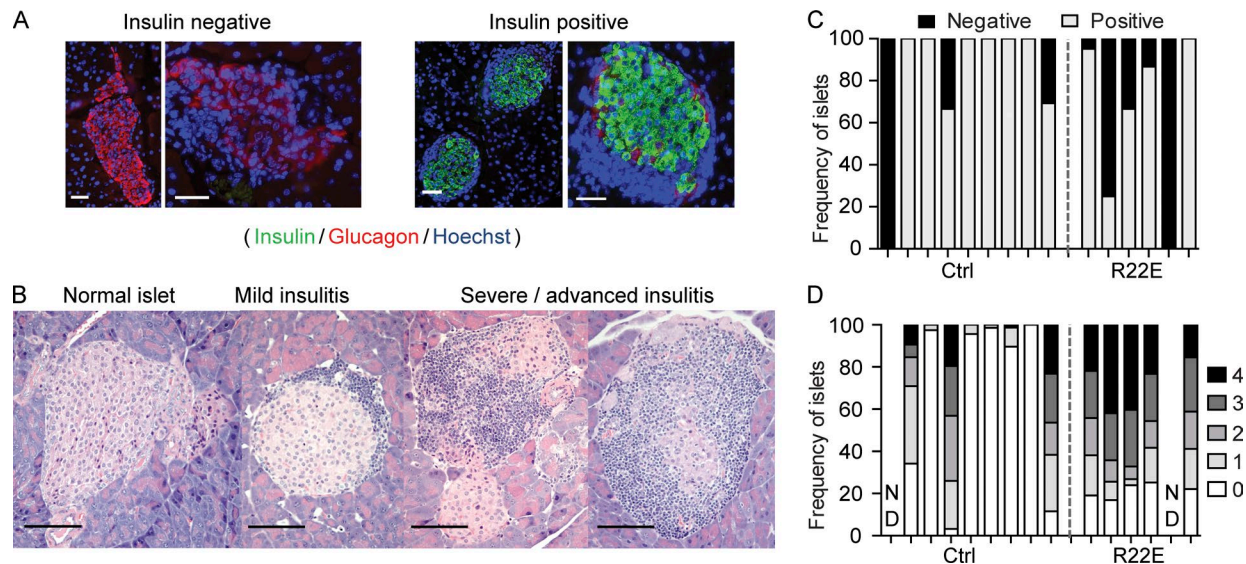 A
Insulin negative
Insulin positive
(Insulin/Glucagon/Hoechst)
B
Normal islet
Mild insulitis
Severe / advanced insulitis
C
Negative
Positive
Frequency of islets
100
80
60
40
20
0
Ctrl
R22E
D
Frequency of islets
100
80
60
40
20
0
N
D
N
D
Ctrl
R22E
4
3
2
1
0